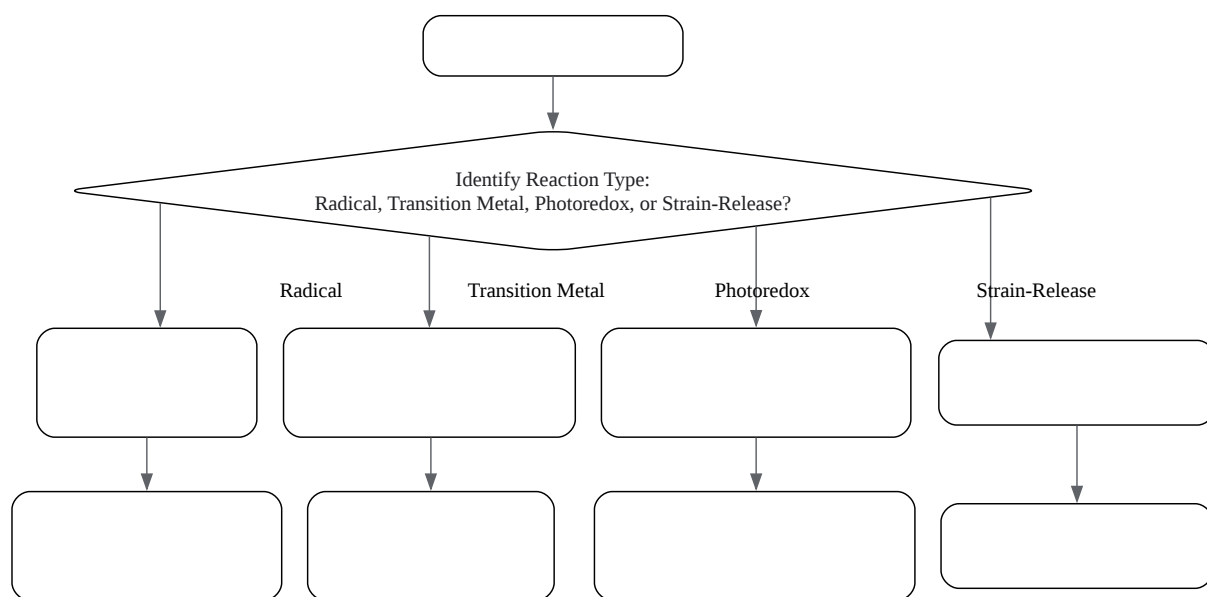 Identify Reaction Type:
Radical, Transition Metal, Photoredox, or Strain-Release?
Radical
Transition Metal
Photoredox
Strain-Release